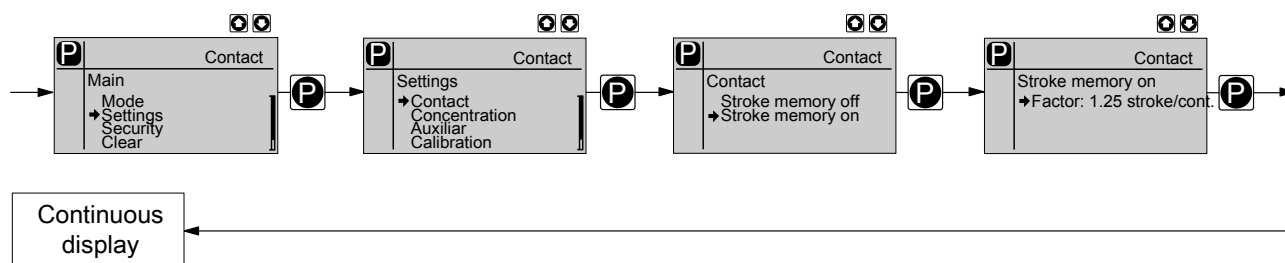 P Contact
Main
Mode
➔Settings
Security
Clear
P
P Contact
Settings
➔Contact
Concentration
Auxiliar
Calibration
P
P Contact
Contact
Stroke memory off
➔Stroke memory on
P
P Contact
Stroke memory on
➔Factor: 1.25 stroke/cont.
P
Continuous
display